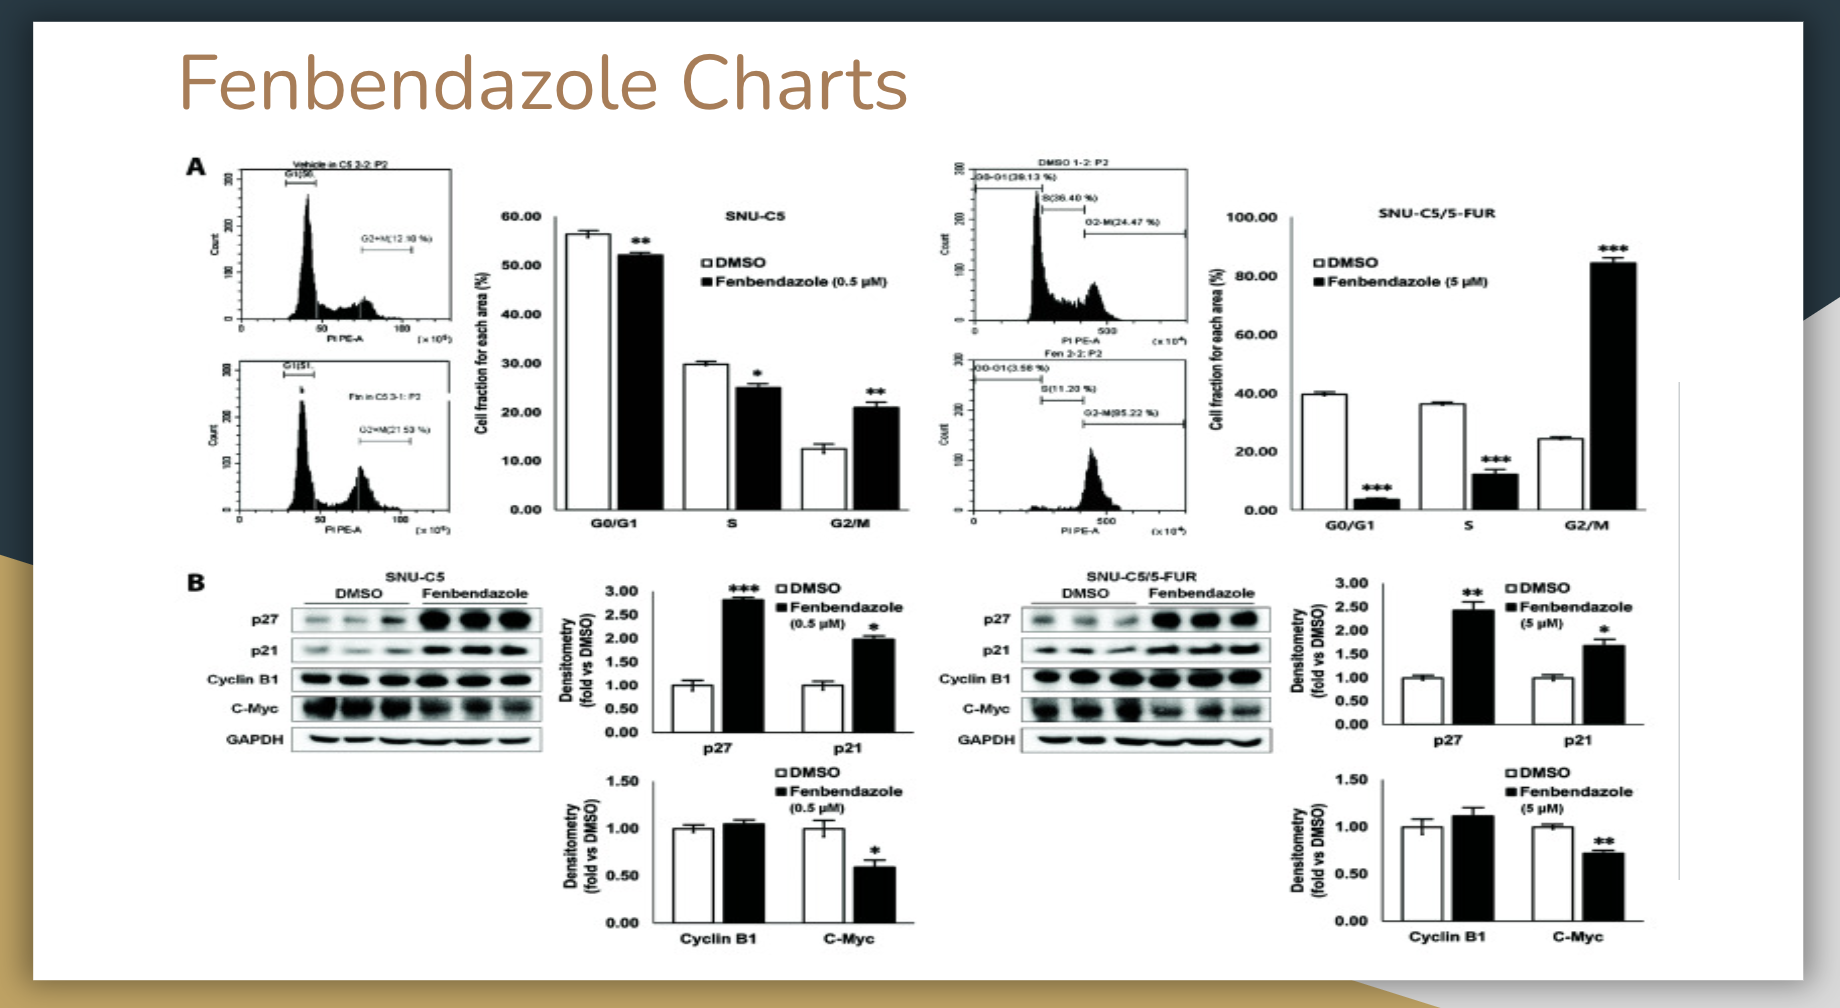 Fenbendazole Charts
A
Vehicle in C5 3-2: P2
G1(56.
G2+M(12.18 %)
300
200
100
0
Count
0 50 100
PI PE-A (x 10⁵)
G1(51.
Fin in C5 3-1: P2
G2+M(21.53 %)
300
200
100
0
Count
0 50 100
PI PE-A (x 10⁵)
SNU-C5
DMSO
Fenbendazole (0.5 µM)
Cell fraction for each area (%)
60.00
50.00
40.00
30.00
20.00
10.00
0.00
**
*
**
G0/G1 S G2/M
DMSO 1-2: P2
G0-G1(39.13 %)
S(36.40 %)
G2-M(24.47 %)
300
200
100
0
Count
0 500
PI PE-A (x 10⁴)
Fen 2-2: P2
G0-G1(3.58 %)
S(11.20 %)
G2-M(85.22 %)
300
200
100
0
Count
0 500
PI PE-A (x 10⁴)
SNU-C5/5-FUR
DMSO
Fenbendazole (5 µM)
Cell fraction for each area (%)
100.00
80.00
60.00
40.00
20.00
0.00
***
***
***
G0/G1 S G2/M
B
SNU-C5
DMSO Fenbendazole
p27
p21
Cyclin B1
C-Myc
GAPDH
DMSO
Fenbendazole
(0.5 µM)
Densitometry
(fold vs DMSO)
3.00
2.50
2.00
1.50
1.00
0.50
0.00
***
*
p27 p21
DMSO
Fenbendazole
(0.5 µM)
Densitometry
(fold vs DMSO)
1.50
1.00
0.50
0.00
*
Cyclin B1 C-Myc
SNU-C5/5-FUR
DMSO Fenbendazole
p27
p21
Cyclin B1
C-Myc
GAPDH
DMSO
Fenbendazole
(5 µM)
Densitometry
(fold vs DMSO)
3.00
2.50
2.00
1.50
1.00
0.50
0.00
**
*
p27 p21
DMSO
Fenbendazole
(5 µM)
Densitometry
(fold vs DMSO)
1.50
1.00
0.50
0.00
**
Cyclin B1 C-Myc